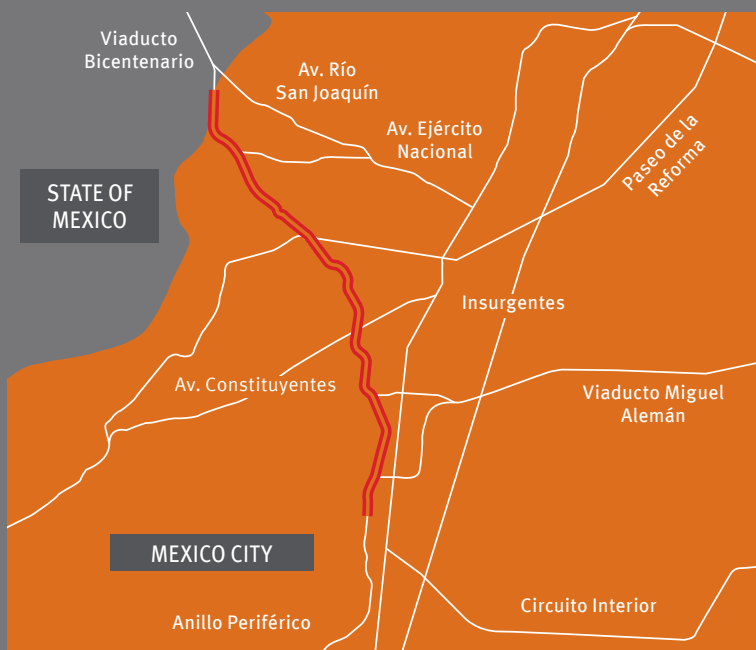 Viaducto
Bicentenario
Av. Río
San Joaquín
Av. Ejército
Nacional
Paseo de la
Reforma
STATE OF
MEXICO
Insurgentes
Av. Constituyentes
Viaducto Miguel
Alemán
MEXICO CITY
Circuito Interior
Anillo Periférico